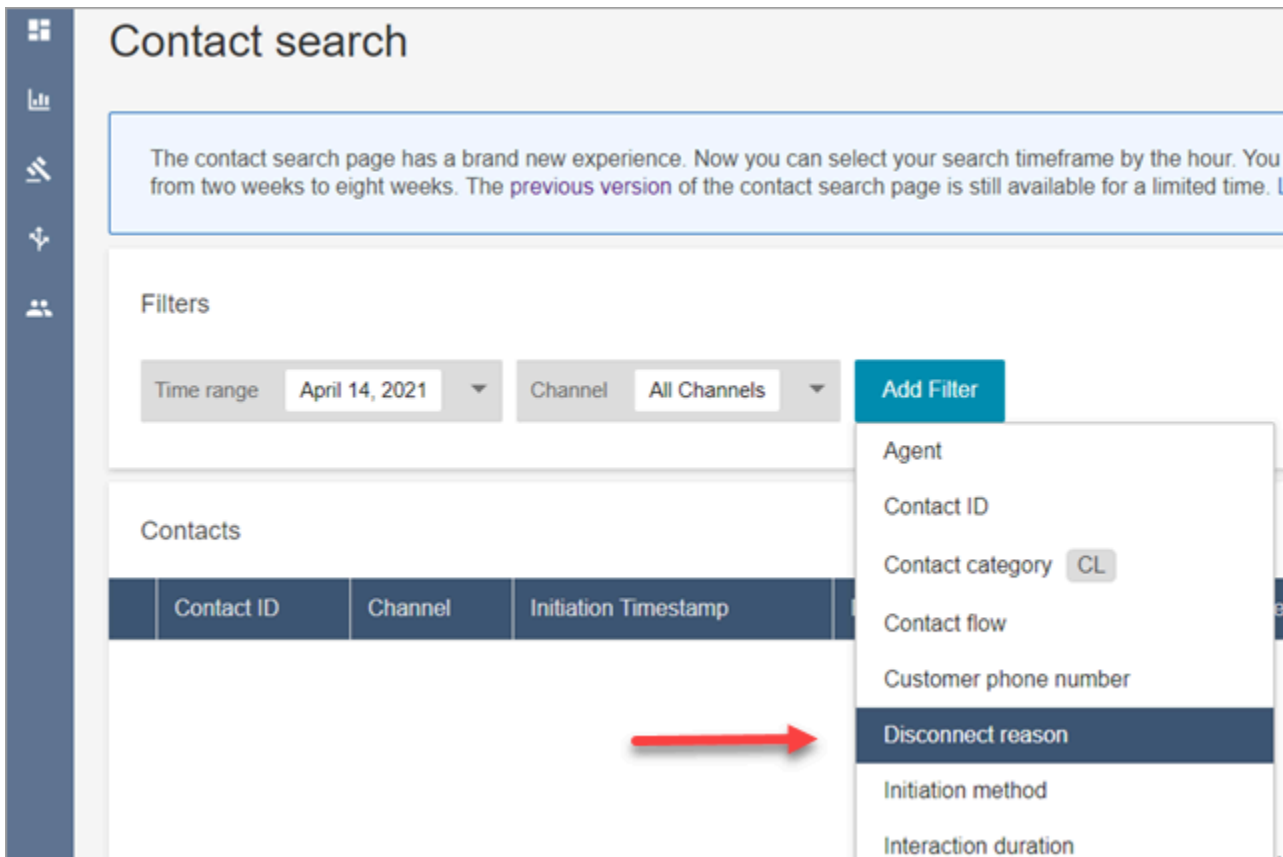 Contact search
The contact search page has a brand new experience. Now you can select your search timeframe by the hour. You
from two weeks to eight weeks. The previous version of the contact search page is still available for a limited time.
Filters
Time range April 14, 2021 Channel All Channels Add Filter
Agent
Contact ID
Contact category CL
Contact flow
Customer phone number
Disconnect reason
Initiation method
Interaction duration
Contacts
Contact ID Channel Initiation Timestamp